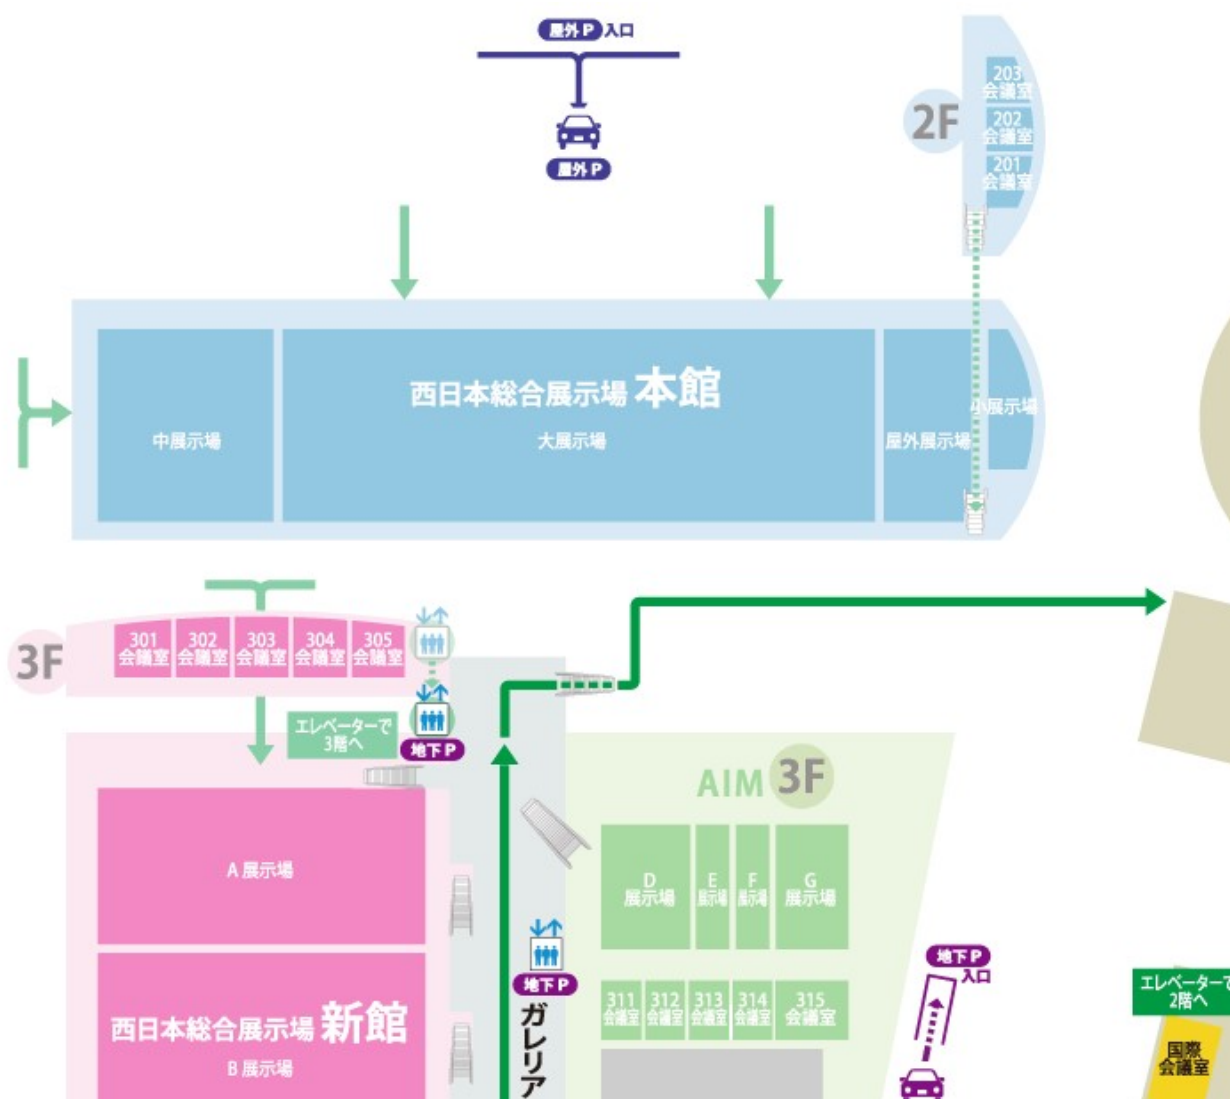 屋外 P 入口
屋外 P
2F
203
会議室
202
会議室
201
会議室
西日本総合展示場 本館
中展示場
大展示場
屋外展示場
小展示場
3F
301
会議室
302
会議室
303
会議室
304
会議室
305
会議室
エレベーターで
3階へ
地下 P
AIM 3F
A 展示場
D
展示場
E
展示場
F
展示場
G
展示場
地下 P
ガレリア
地下 P
入口
311
会議室
312
会議室
313
会議室
314
会議室
315
会議室
西日本総合展示場 新館
B 展示場
エレベーターで
2階へ
国際
会議室